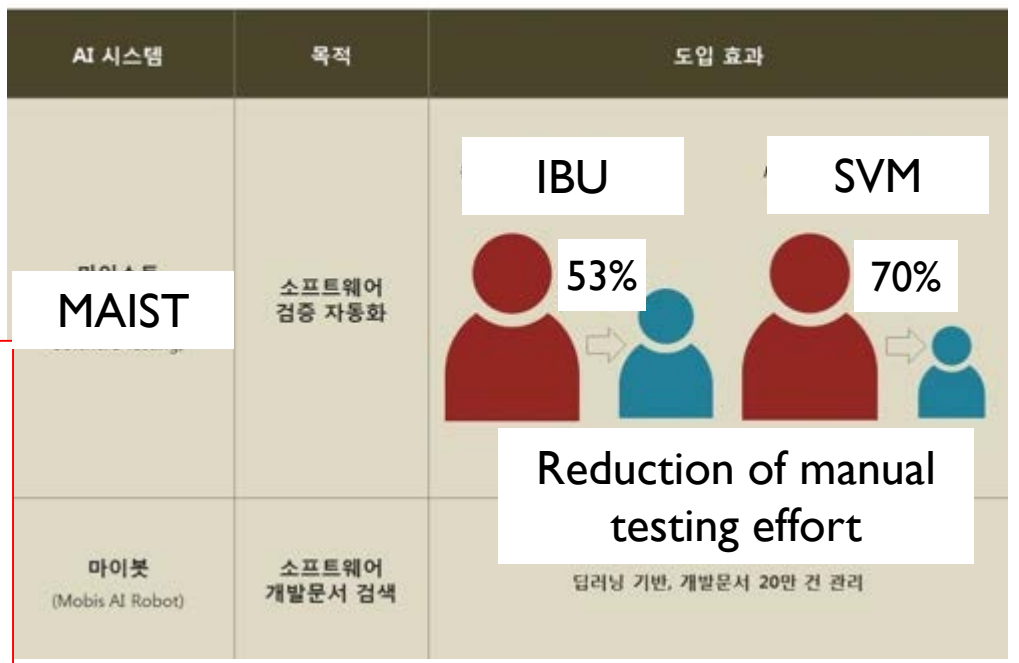 AI 시스템
목적
도입 효과
IBU
SVM
53%
70%
MAIST
소프트웨어
검증 자동화
Reduction of manual
testing effort
마이봇
(Mobis AI Robot)
소프트웨어
개발문서 검색
딥러닝 기반, 개발문서 20만 건 관리